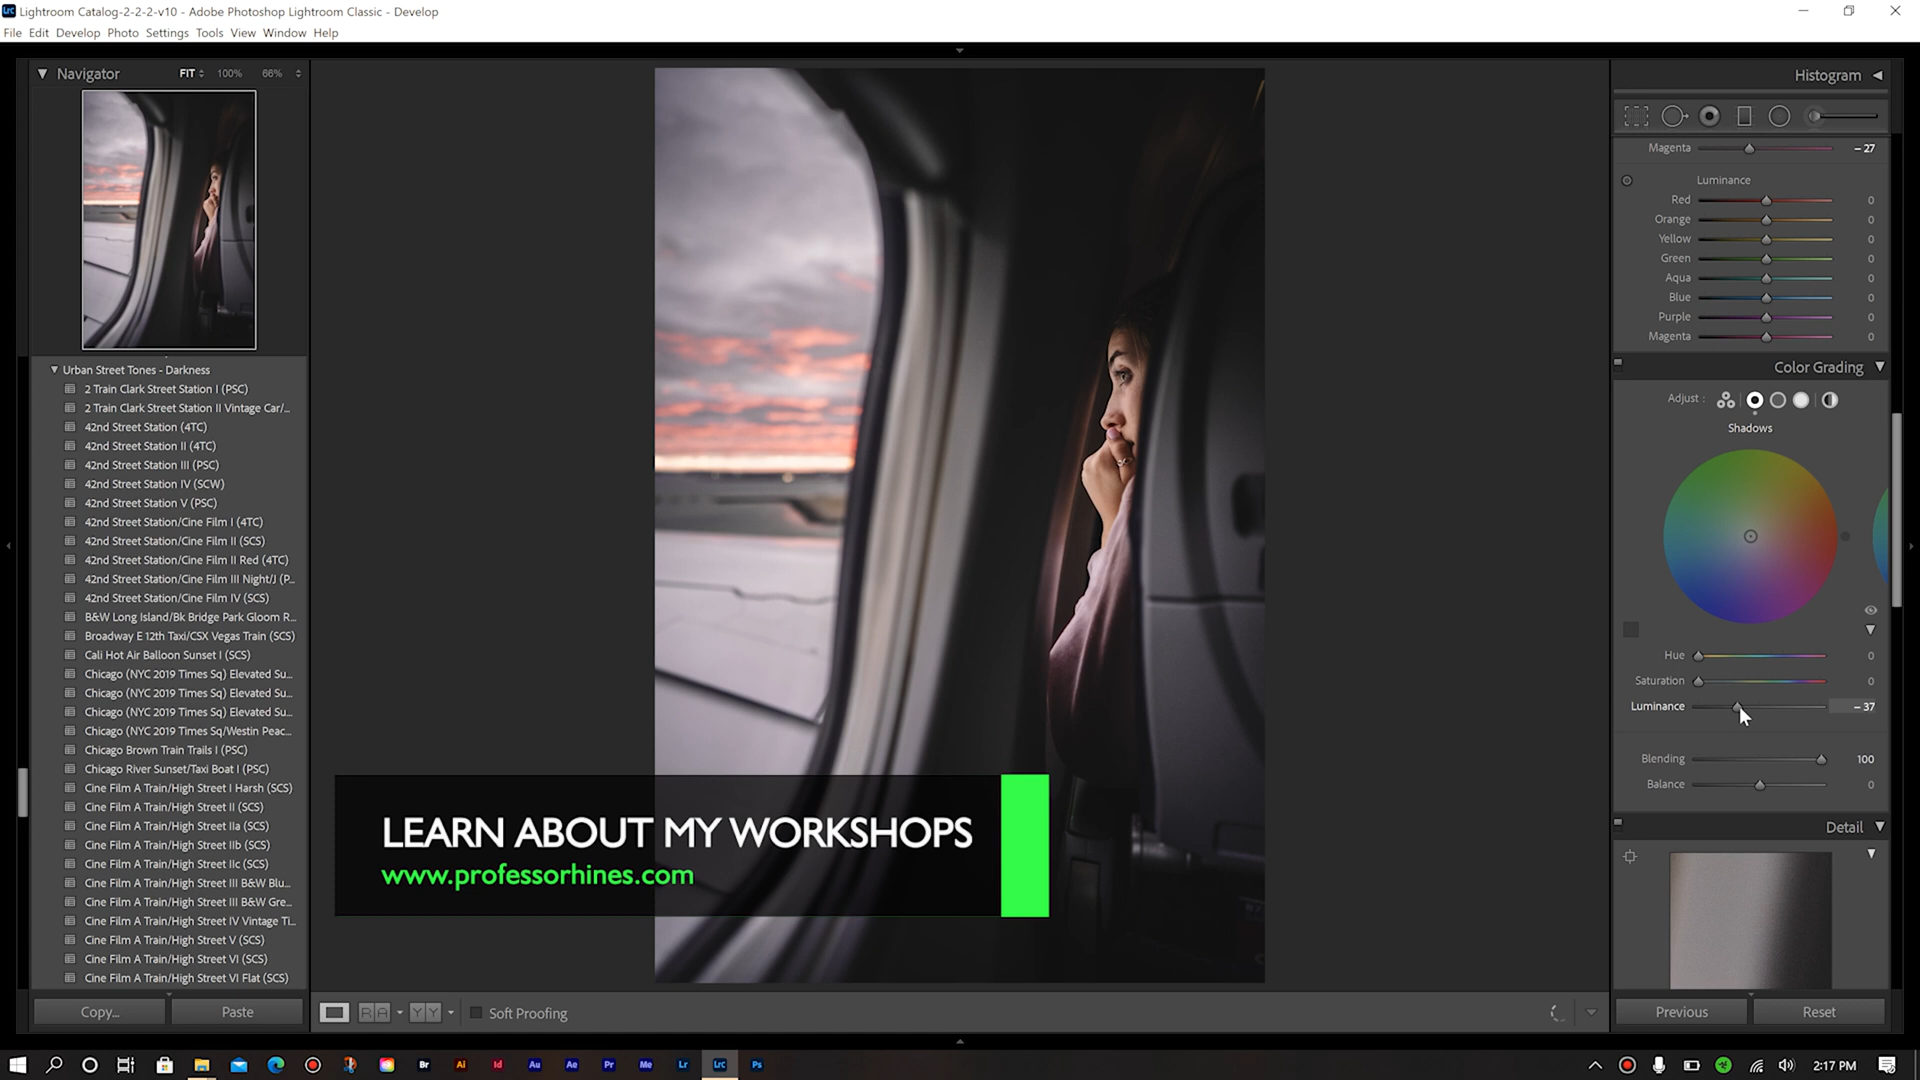 Lightroom Catalog-2-2-2-v10 - Adobe Photoshop Lightroom Classic - Develop
File Edit Develop Photo Settings Tools View Window Help
Navigator FIT 100% 66%
Urban Street Tones - Darkness
2 Train Clark Street Station I (PSC)
2 Train Clark Street Station II Vintage Car/...
42nd Street Station (4TC)
42nd Street Station II (4TC)
42nd Street Station III (PSC)
42nd Street Station IV (SCW)
42nd Street Station V (PSC)
42nd Street Station/Cine Film I (4TC)
42nd Street Station/Cine Film II (SCS)
42nd Street Station/Cine Film II Red (4TC)
42nd Street Station/Cine Film III Night/J (P...
42nd Street Station/Cine Film IV (SCS)
B&W Long Island/Bk Bridge Park Gloom R...
Broadway E 12th Taxi/CSX Vegas Train (SCS)
Cali Hot Air Balloon Sunset I (SCS)
Chicago (NYC 2019 Times Sq) Elevated Su...
Chicago (NYC 2019 Times Sq) Elevated Su...
Chicago (NYC 2019 Times Sq) Elevated Su...
Chicago (NYC 2019 Times Sq/Westin Peac...
Chicago Brown Train Trails I (PSC)
Chicago River Sunset/Taxi Boat I (PSC)
Cine Film A Train/High Street I Harsh (SCS)
Cine Film A Train/High Street II (SCS)
Cine Film A Train/High Street IIa (SCS)
Cine Film A Train/High Street IIb (SCS)
Cine Film A Train/High Street IIc (SCS)
Cine Film A Train/High Street III B&W Blu...
Cine Film A Train/High Street III B&W Gre...
Cine Film A Train/High Street IV Vintage Ti...
Cine Film A Train/High Street V (SCS)
Cine Film A Train/High Street VI (SCS)
Cine Film A Train/High Street VI Flat (SCS)
Copy... Paste
LEARN ABOUT MY WORKSHOPS
www.professorhines.com
RA YY Soft Proofing
Histogram
Magenta - 27
Luminance
Red 0
Orange 0
Yellow 0
Green 0
Aqua 0
Blue 0
Purple 0
Magenta 0
Color Grading
Adjust :
Shadows
Hue 0
Saturation 0
Luminance - 37
Blending 100
Balance 0
Detail
Previous Reset
Br Ai Id Au Ae Pr Me Lr Lrc Ps
2:17 PM